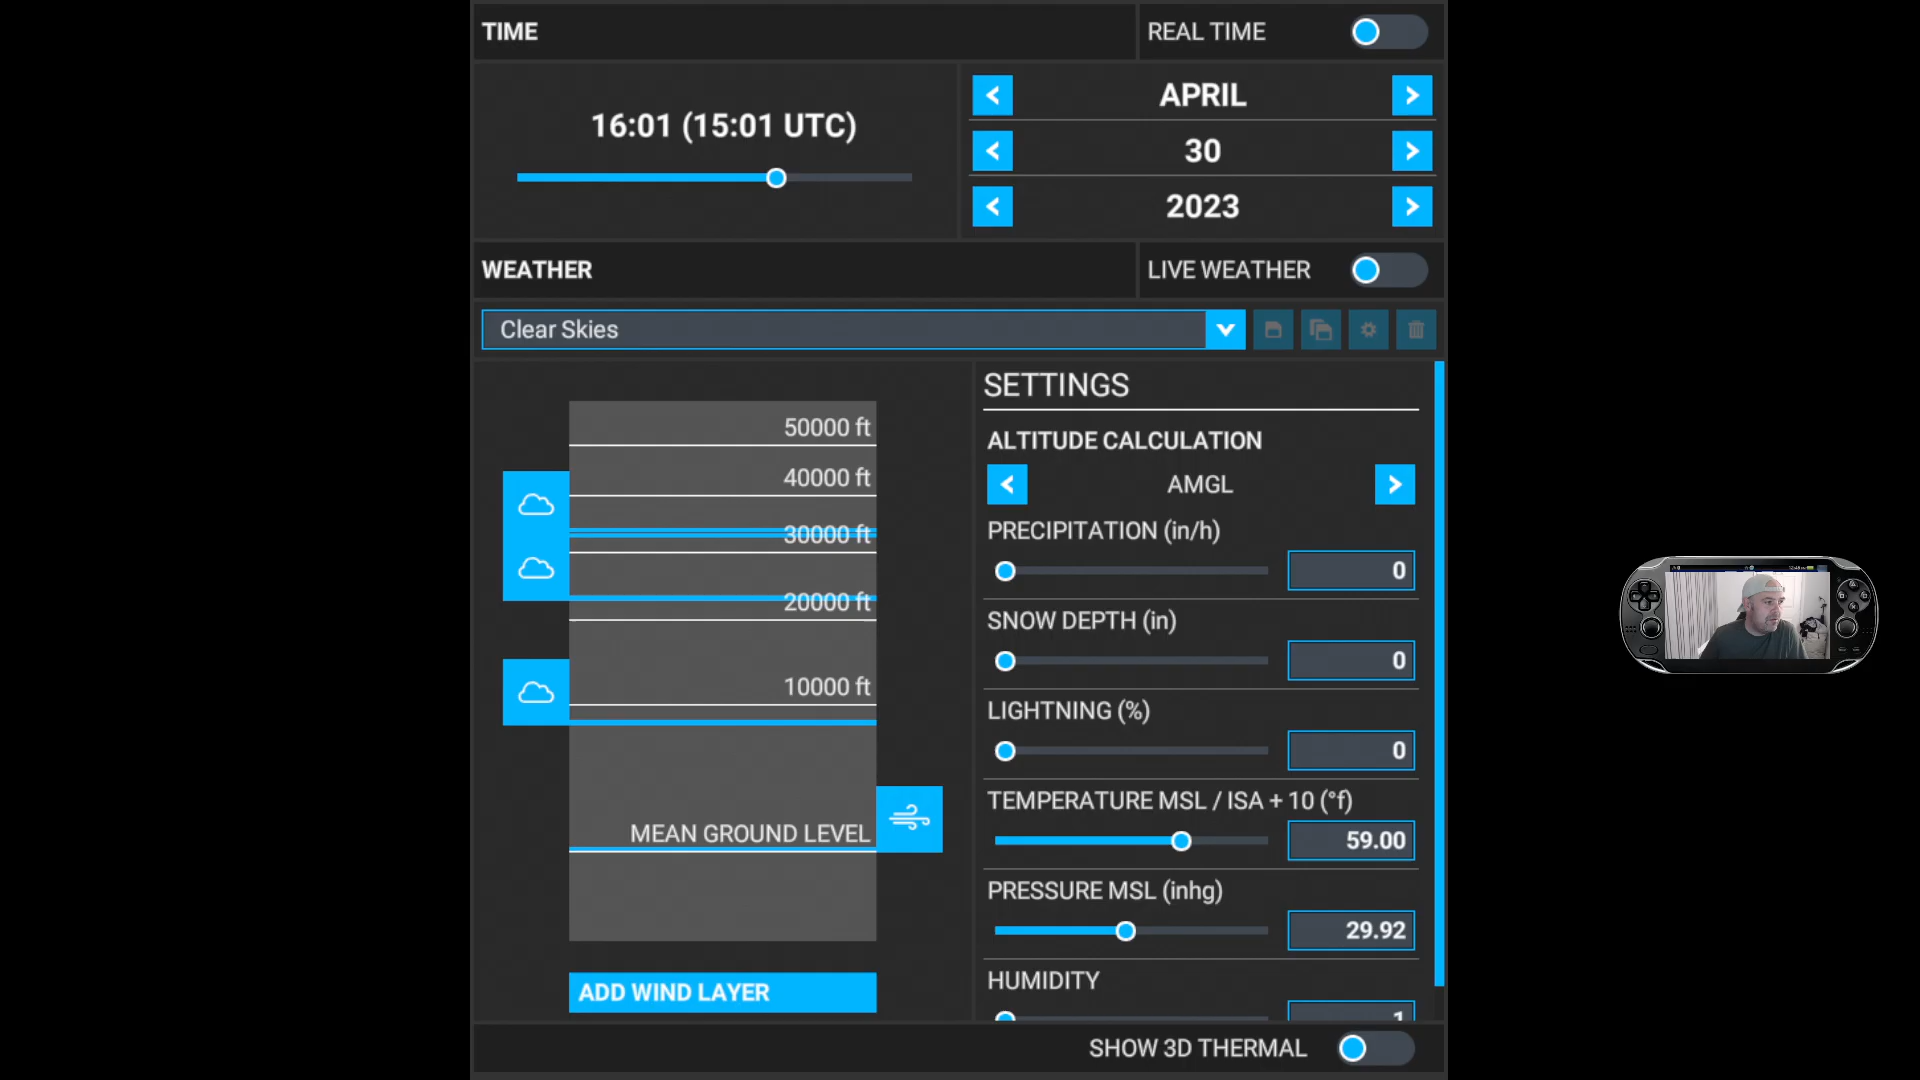 TIME
REAL TIME
16:01 (15:01 UTC)
APRIL
30
2023
WEATHER
LIVE WEATHER
Clear Skies
SETTINGS
50000 ft
40000 ft
30000 ft
20000 ft
10000 ft
MEAN GROUND LEVEL
ADD WIND LAYER
ALTITUDE CALCULATION
AMGL
PRECIPITATION (in/h)
0
SNOW DEPTH (in)
0
LIGHTNING (%)
0
TEMPERATURE MSL / ISA + 10 (°f)
59.00
PRESSURE MSL (inhg)
29.92
HUMIDITY
1
SHOW 3D THERMAL